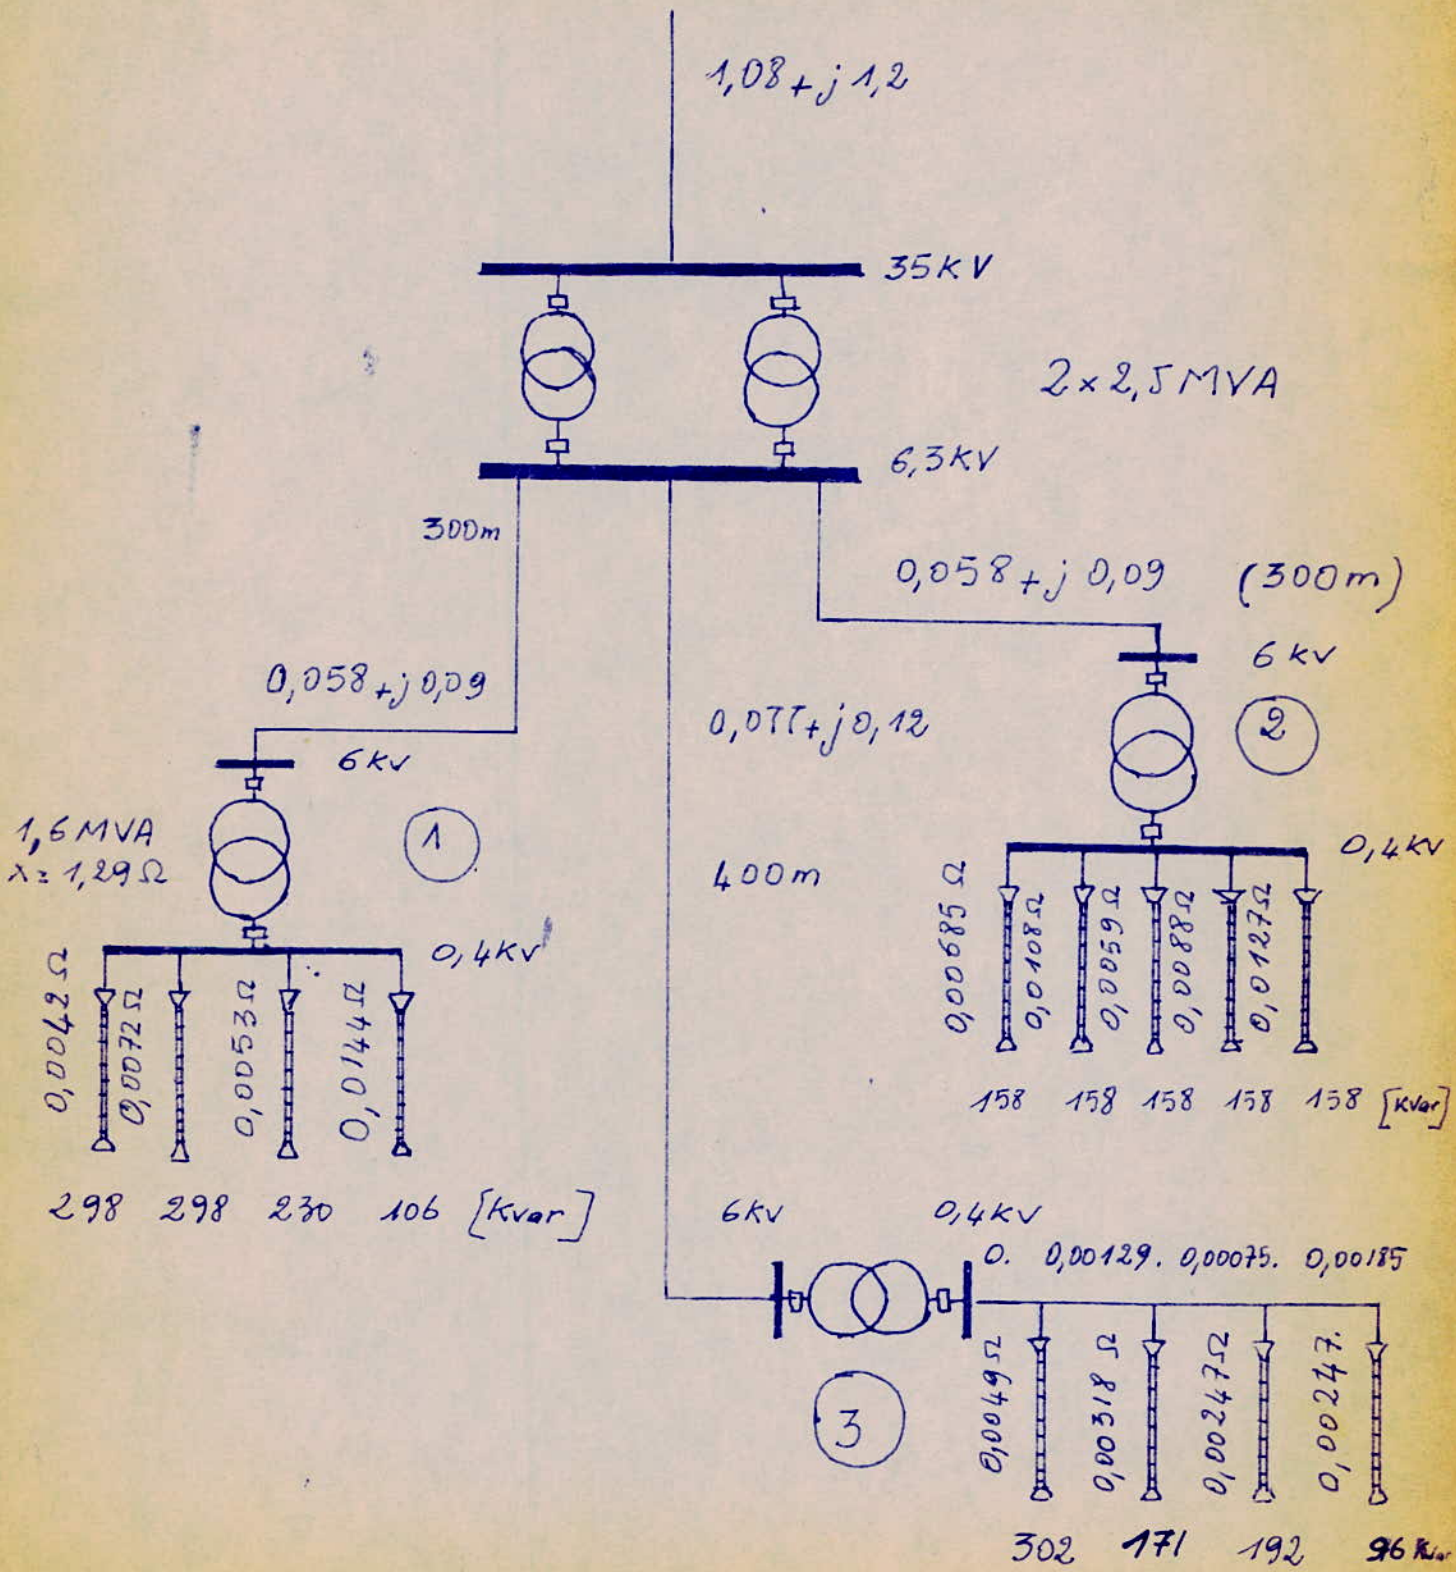 1,08 + j 1,2
35 KV
2 x 2,5 MVA
6,3 KV
300m
0,058 + j 0,09 (300m)
6 KV
0,058 + j 0,09
0,077 + j 0,12
2
6 KV
1,6 MVA
x = 1,29 Ω
1
400m
0,4 KV
0,00685 Ω
0,0108 Ω
0,0059 Ω
0,0088 Ω
0,0127 Ω
158 158 158 158 158 [Kvar]
0,4 KV
0,0042 Ω
0,0072 Ω
0,0053 Ω
0,0144 Ω
298 298 230 106 [Kvar]
6 KV 0,4 KV
0. 0,00129. 0,00075. 0,00185
3
0,0049 Ω
0,00318 Ω
0,00247 Ω
0,00247.
302 171 192 96 Kvar